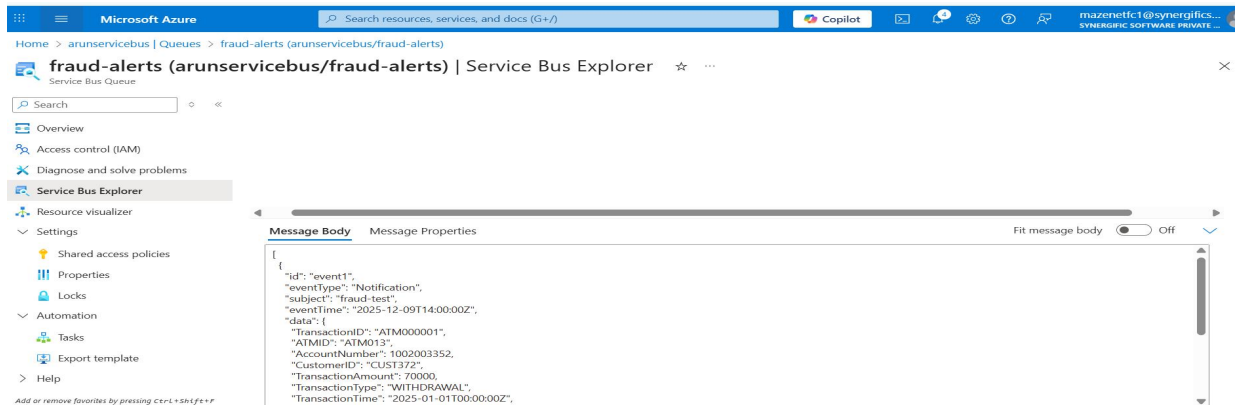 Microsoft Azure
Search resources, services, and docs (G+/)
Copilot
4
mazenetfc1@synergifics...
SYNERGIFIC SOFTWARE PRIVATE ...
Home > arunservicebus | Queues > fraud-alerts (arunservicebus/fraud-alerts)
fraud-alerts (arunservicebus/fraud-alerts) | Service Bus Explorer
Service Bus Queue
Search
Overview
Access control (IAM)
Diagnose and solve problems
Service Bus Explorer
Resource visualizer
Settings
Shared access policies
Properties
Locks
Automation
Tasks
Export template
Help
Add or remove favorites by pressing Ctrl+Shift+F
Message Body Message Properties
Fit message body Off
[
{
"id": "event1",
"eventType": "Notification",
"subject": "fraud-test",
"eventTime": "2025-12-09T14:00:00Z",
"data": {
"TransactionID": "ATM000001",
"ATMID": "ATM013",
"AccountNumber": 1002003352,
"CustomerID": "CUST372",
"TransactionAmount": 70000,
"TransactionType": "WITHDRAWAL",
"TransactionTime": "2025-01-01T00:00:00Z",